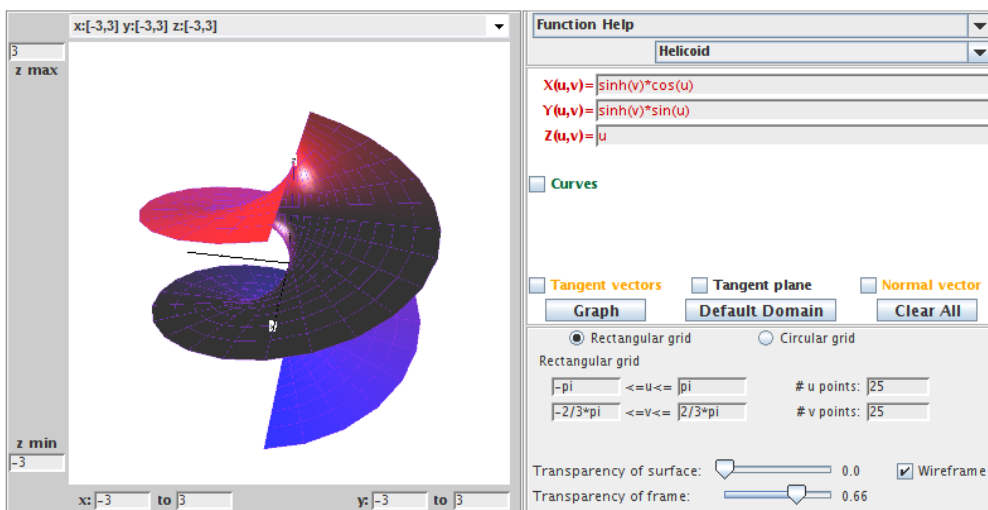 x:[-3,3] y:[-3,3] z:[-3,3]
3
z max
z
y
z min
-3
x: -3 to 3 y: -3 to 3
Function Help
Helicoid
X(u,v)= sinh(v)*cos(u)
Y(u,v)= sinh(v)*sin(u)
Z(u,v)= u
Curves
Tangent vectors Tangent plane Normal vector
Graph Default Domain Clear All
Rectangular grid Circular grid
Rectangular grid
-pi <=u<= pi # u points: 25
-2/3*pi <=v<= 2/3*pi # v points: 25
Transparency of surface: 0.0 Wireframe
Transparency of frame: 0.66